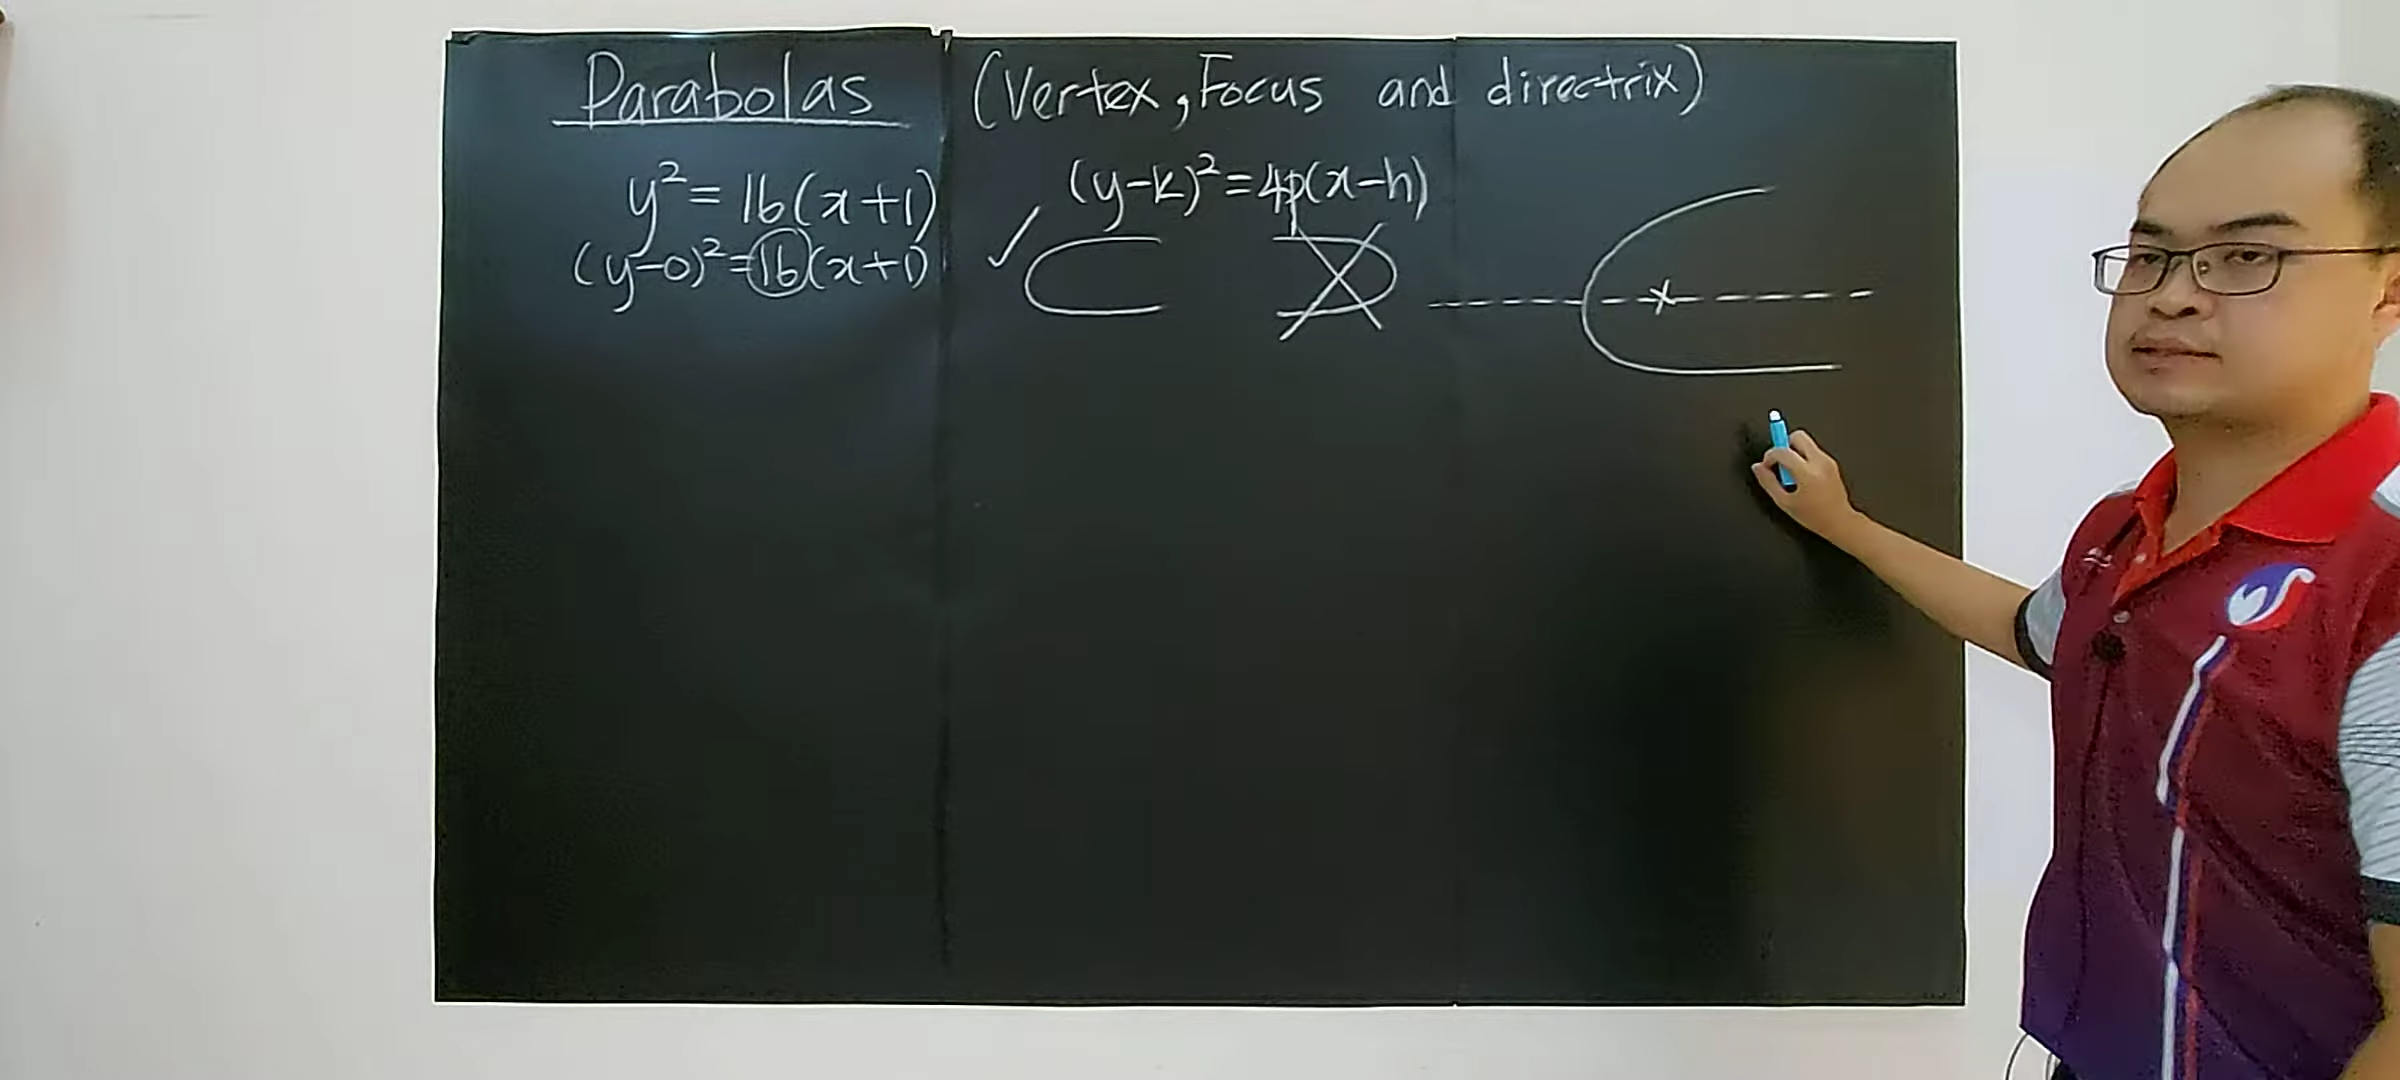 Parabolas (Vertex, Focus and directrix)
y² = 16(x+1)
(y-k)² = 4p(x-h)
(y-0)² = 16(x+1)